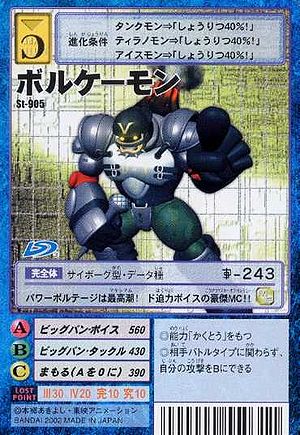 進化条件
タンクモン⇒「しょうりつ40%!」
ティラノモン⇒「しょうりつ40%!」
アイスモン⇒「しょうりつ40%!」
ボルケーモン
St-905
完全体 サイボーグ型・データ種
-243
パワーボルテージは最高潮! ド迫力ボイスの豪傑MC!!
A ビッグバン・ボイス 560
B ビッグバン・タックル 430
C まもる(Aを0に) 390
LOST POINT Ⅲ30 Ⅳ20 完10 究10
◎能力「かくとう」をもつ
◎相手バトルタイプに関わらず、
自分の攻撃をBにできる
©本郷あきよし・東映アニメーション
BANDAI 2002 MADE IN JAPAN